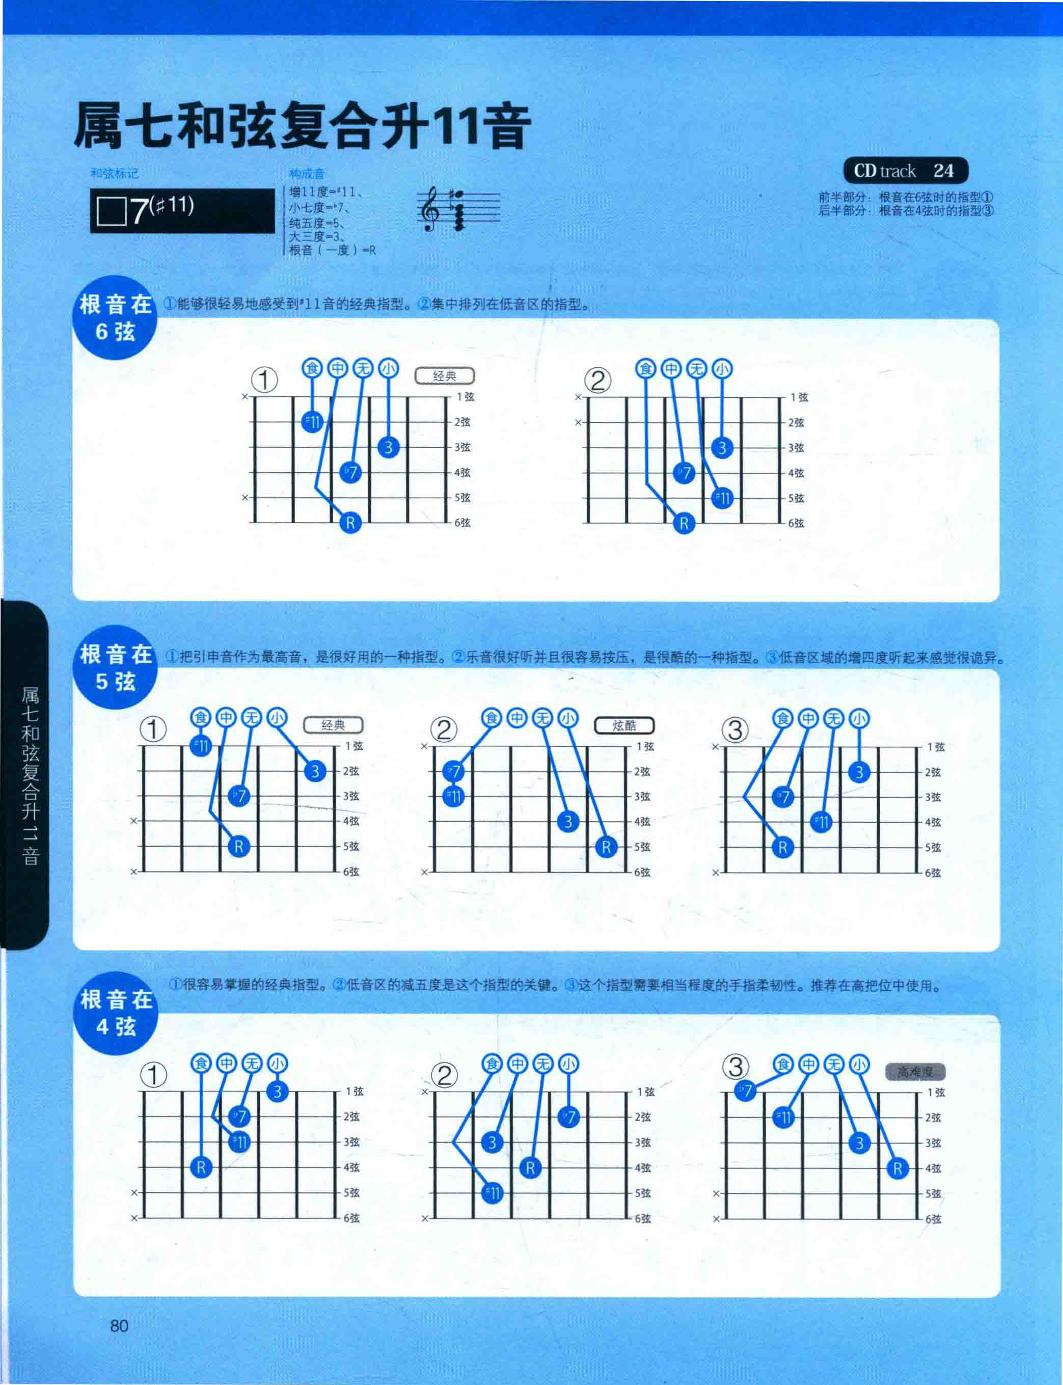 属七和弦复合升11音
和弦标记
□7(♯11)
构成音
增11度=♯11、
小七度=♭7、
纯五度=5、
大三度=3、
根音(一度)=R
CD track 24
前半部分：根音在6弦时的指型①
后半部分：根音在4弦时的指型③
根音在
6弦
①能够很轻易地感受到♯11音的经典指型。②集中排列在低音区的指型。
① 食 中 无 小 经典
× 1弦
♯11 2弦
3 3弦
♭7 4弦
× 5弦
R 6弦
② 食 中 无 小
× 1弦
× 2弦
3 3弦
♭7 4弦
♯11 5弦
R 6弦
根音在
5弦
①把引申音作为最高音，是很好用的一种指型。②乐音很好听并且很容易按压，是很酷的一种指型。③低音区域的增四度听起来感觉很诡异。
① 食 中 无 小 经典
♯11 1弦
3 2弦
♭7 3弦
× 4弦
R 5弦
× 6弦
② 食 中 无 小 炫酷
× 1弦
♭7 2弦
♯11 3弦
3 4弦
R 5弦
× 6弦
③ 食 中 无 小
× 1弦
3 2弦
♭7 3弦
♯11 4弦
R 5弦
× 6弦
属七和弦复合升11音
根音在
4弦
①很容易掌握的经典指型。②低音区的减五度是这个指型的关键。③这个指型需要相当程度的手指柔韧性。推荐在高把位中使用。
① 食 中 无 小
3 1弦
♭7 2弦
♯11 3弦
R 4弦
× 5弦
× 6弦
② 食 中 无 小
× 1弦
♭7 2弦
3 3弦
R 4弦
♯11 5弦
× 6弦
③ 食 中 无 小 高难度
♭7 1弦
♯11 2弦
3 3弦
R 4弦
× 5弦
× 6弦
80